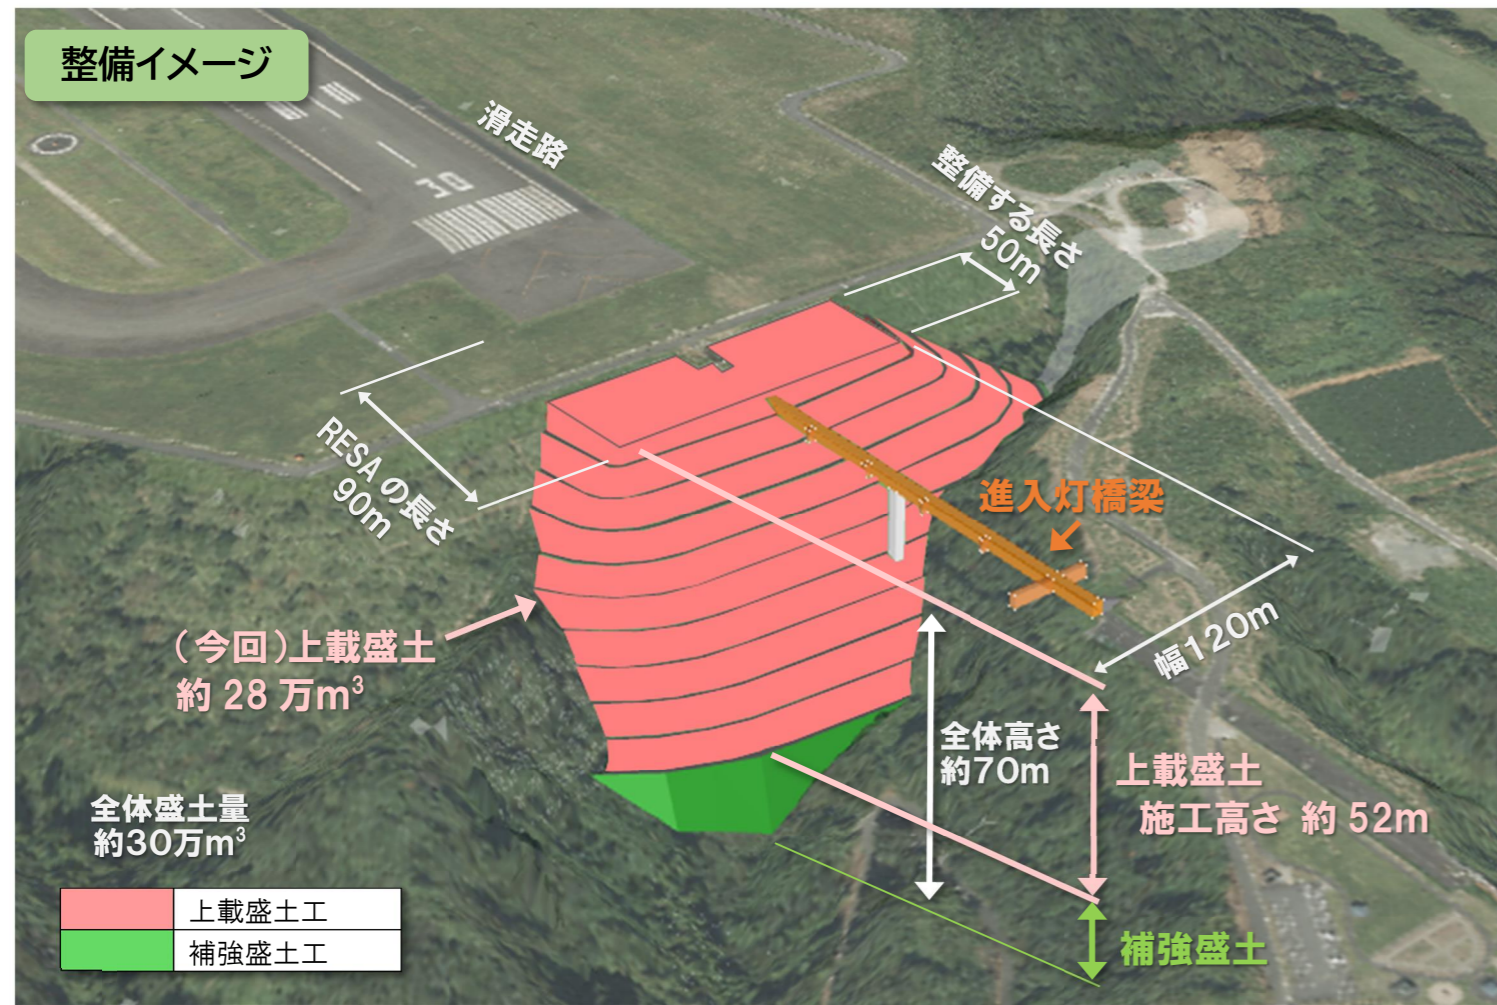 整備イメージ
滑走路
30
整備する長さ
50m
RESAの長さ
90m
進入灯橋梁
幅120m
(今回)上載盛土
約 28 万m³
全体高さ
約70m
上載盛土
施工高さ 約 52m
全体盛土量
約30万m³
上載盛土工
補強盛土工
補強盛土